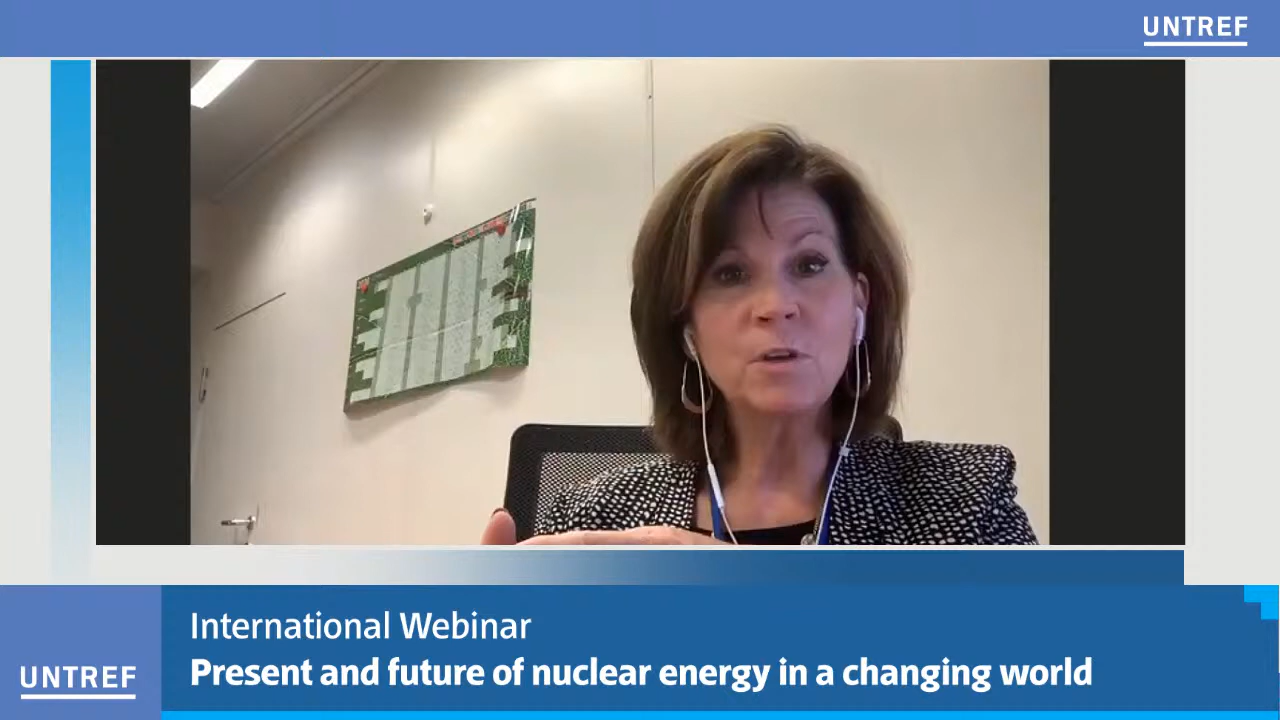 UNTREF
International Webinar
UNTREF
Present and future of nuclear energy in a changing world